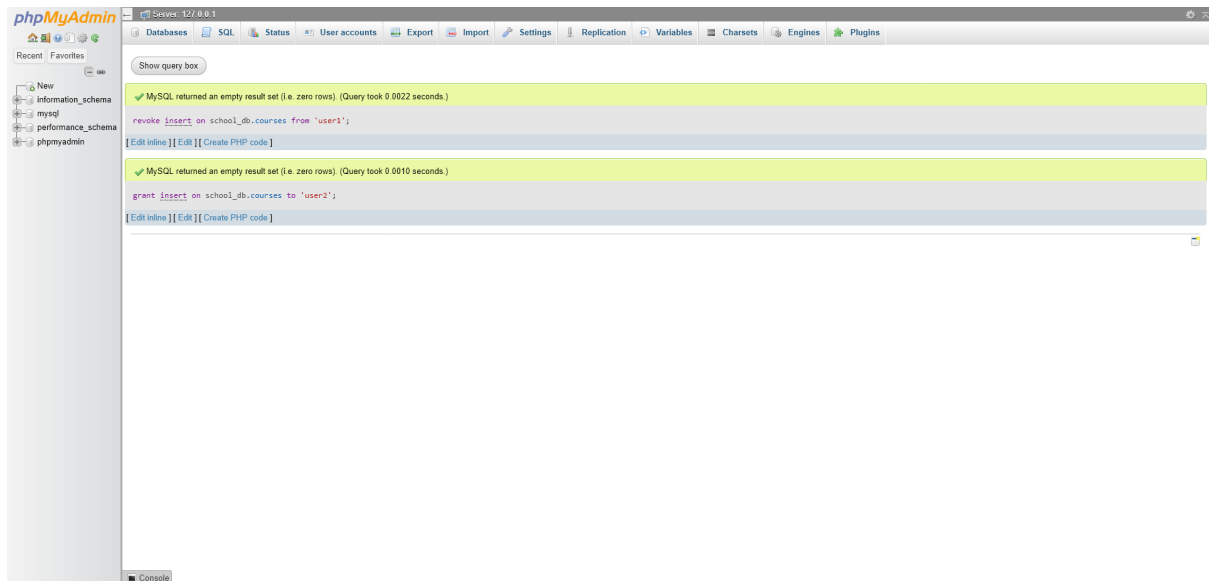 phpMyAdmin
Server: 127.0.0.1
Databases SQL Status User accounts Export Import Settings Replication Variables Charsets Engines Plugins
Recent Favorites
New
information_schema
mysql
performance_schema
phpmyadmin
Show query box
MySQL returned an empty result set (i.e. zero rows). (Query took 0.0022 seconds.)
revoke insert on school_db.courses from 'user1';
[ Edit inline ] [ Edit ] [ Create PHP code ]
MySQL returned an empty result set (i.e. zero rows). (Query took 0.0010 seconds.)
grant insert on school_db.courses to 'user2';
[ Edit inline ] [ Edit ] [ Create PHP code ]
Console